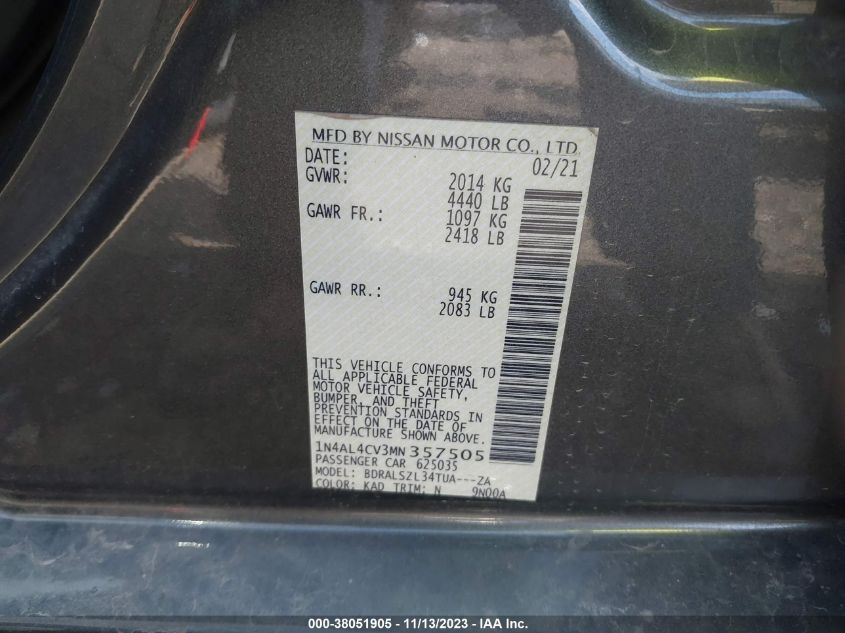 MFD BY NISSAN MOTOR CO., LTD.
DATE: 02/21
GVWR: 2014 KG
4440 LB
GAWR FR.: 1097 KG
2418 LB
GAWR RR.: 945 KG
2083 LB
THIS VEHICLE CONFORMS TO
ALL APPLICABLE FEDERAL
MOTOR VEHICLE SAFETY,
BUMPER, AND THEFT
PREVENTION STANDARDS IN
EFFECT ON THE DATE OF
MANUFACTURE SHOWN ABOVE.
1N4AL4CV3MN357505
PASSENGER CAR 625035
MODEL: BDRALSZL34TUA---ZA
COLOR: KAD TRIM: N 9N00A
000-38051905 - 11/13/2023 - IAA Inc.